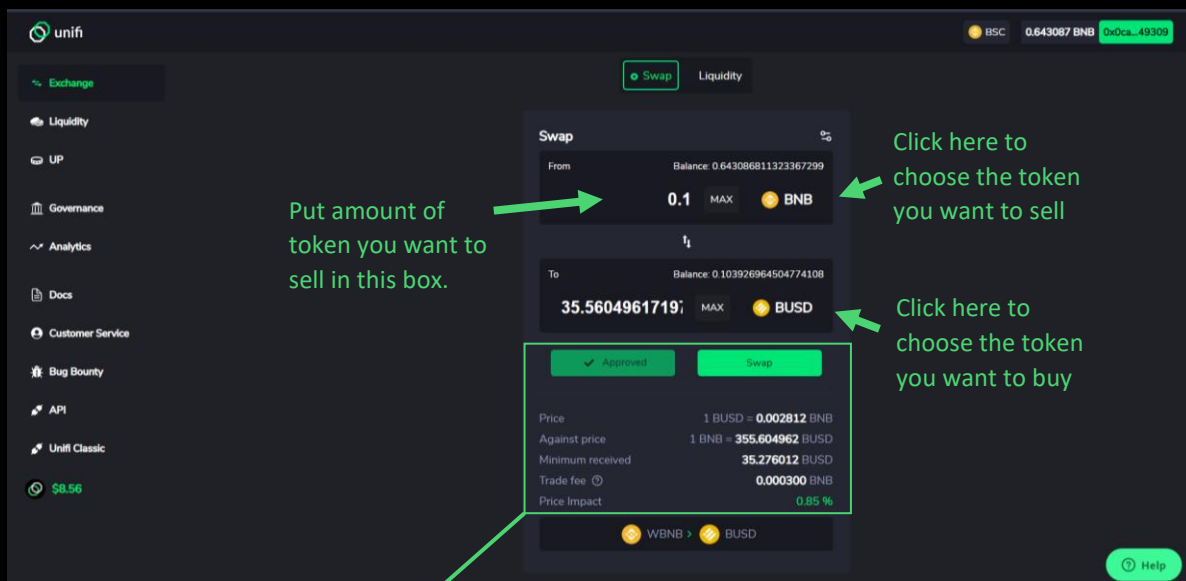 unifi
BSC
0.643087 BNB
0x0ca...49309
Exchange
Liquidity
UP
Governance
Analytics
Docs
Customer Service
Bug Bounty
API
Unifi Classic
$8.56
Swap
Liquidity
Swap
From
Balance: 0.643086811323367299
0.1
MAX
BNB
To
Balance: 0.103926964504774108
35.56049617197
MAX
BUSD
Approved
Swap
Price
1 BUSD = 0.002812 BNB
Against price
1 BNB = 355.604962 BUSD
Minimum received
35.276012 BUSD
Trade fee
0.000300 BNB
Price Impact
0.85 %
WBNB > BUSD
Help
Put amount of
token you want to
sell in this box.
Click here to
choose the token
you want to sell
Click here to
choose the token
you want to buy